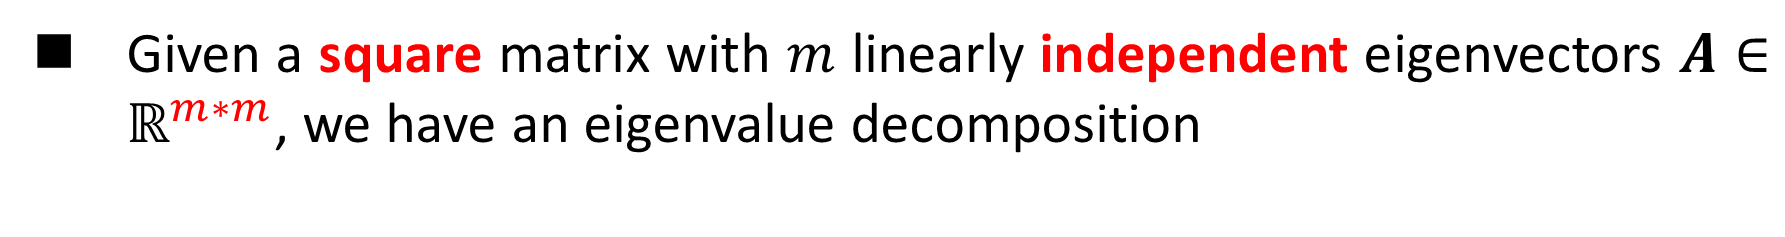 ■ Given a square matrix with 𝑚 linearly independent eigenvectors 𝑨 ∈
ℝ^{𝑚∗𝑚}, we have an eigenvalue decomposition